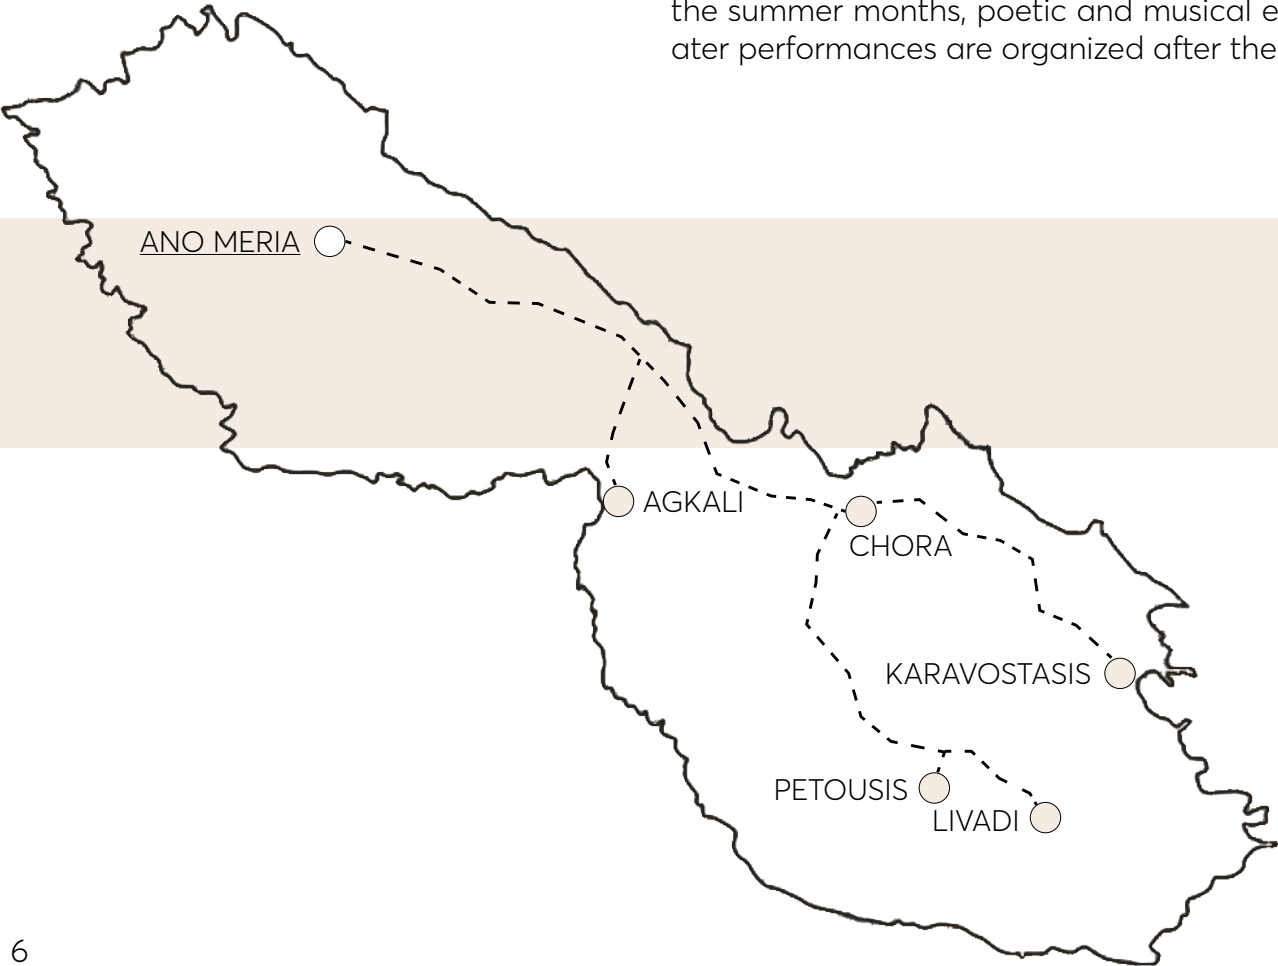 the summer months, poetic and musical e
ater performances are organized after the
ANO MERIA
AGKALI
CHORA
KARAVOSTASIS
PETOUSIS
LIVADI
6